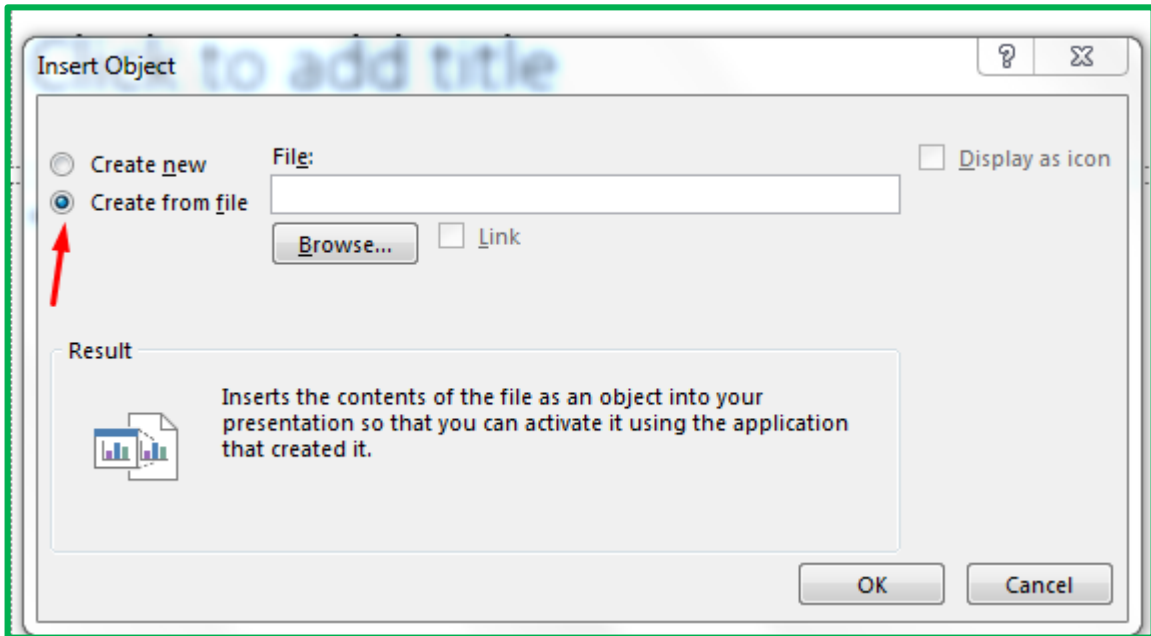 Click to add title
Insert Object
Create new
File:
Display as icon
Create from file
Browse...
Link
Result
Inserts the contents of the file as an object into your
presentation so that you can activate it using the application
that created it.
OK
Cancel